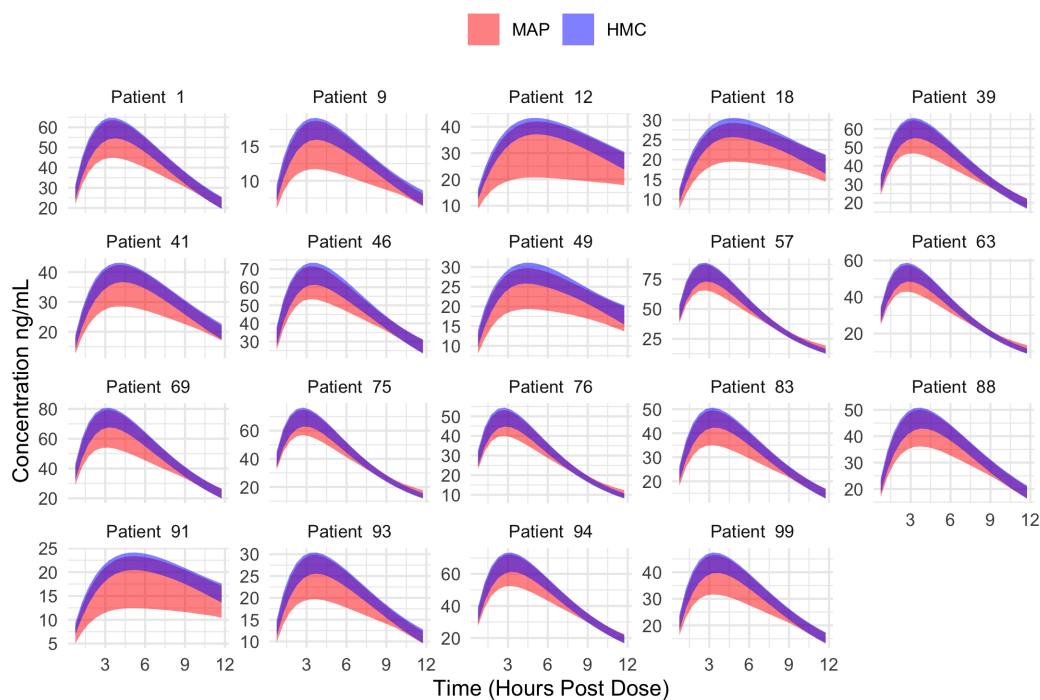 MAP HMC
Patient 1 Patient 9 Patient 12 Patient 18 Patient 39
60 50 40 30 20
15 10
40 30 20 10
30 25 20 15 10
60 50 40 30 20
Patient 41 Patient 46 Patient 49 Patient 57 Patient 63
40 30 20
70 60 50 40 30
30 25 20 15 10
75 50 25
60 40 20
Patient 69 Patient 75 Patient 76 Patient 83 Patient 88
80 60 40 20
60 40 20
50 40 30 20 10
50 40 30 20
50 40 30 20
3 6 9 12
Patient 91 Patient 93 Patient 94 Patient 99
25 20 15 10 5
30 25 20 15 10
60 40 20
40 30 20
3 6 9 12 3 6 9 12 3 6 9 12 3 6 9 12
Time (Hours Post Dose)
Concentration ng/mL